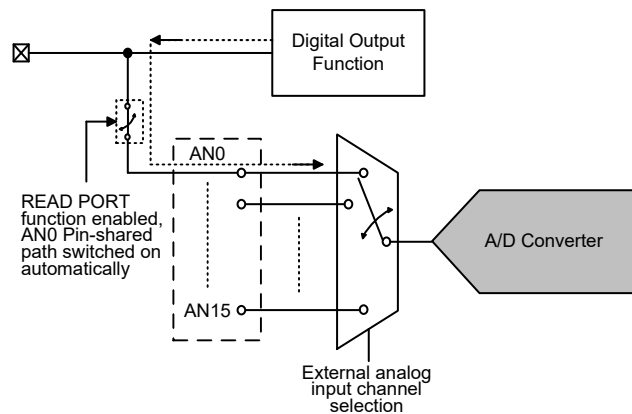 Digital Output
Function
AN0
READ PORT
function enabled,
AN0 Pin-shared
path switched on
automatically
A/D Converter
AN15
External analog
input channel
selection